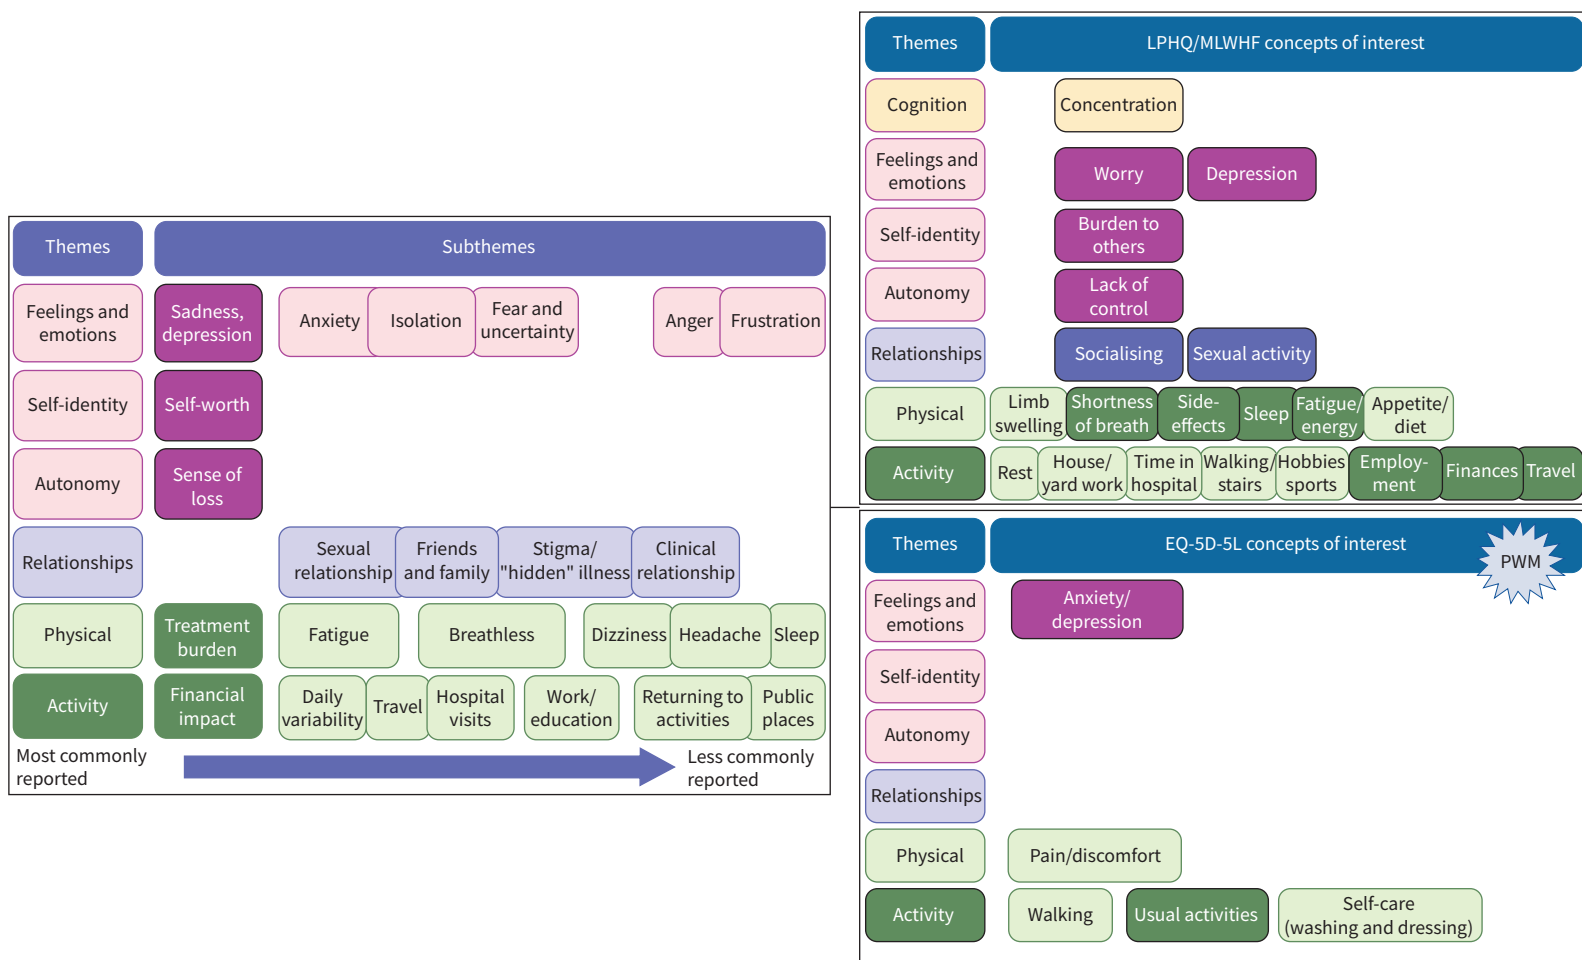 Themes
Subthemes
Feelings and
emotions
Sadness,
depression
Anxiety
Isolation
Fear and
uncertainty
Anger
Frustration
Self-identity
Self-worth
Autonomy
Sense of
loss
Relationships
Sexual
relationship
Friends
and family
Stigma/
"hidden" illness
Clinical
relationship
Physical
Treatment
burden
Fatigue
Breathless
Dizziness
Headache
Sleep
Activity
Financial
impact
Daily
variability
Travel
Hospital
visits
Work/
education
Returning to
activities
Public
places
Most commonly
reported
Less commonly
reported
Themes
LPHQ/MLWHF concepts of interest
Cognition
Concentration
Feelings and
emotions
Worry
Depression
Self-identity
Burden to
others
Autonomy
Lack of
control
Relationships
Socialising
Sexual activity
Physical
Limb
swelling
Shortness
of breath
Side-
effects
Sleep
Fatigue/
energy
Appetite/
diet
Activity
Rest
House/
yard work
Time in
hospital
Walking/
stairs
Hobbies
sports
Employ-
ment
Finances
Travel
Themes
EQ-5D-5L concepts of interest
PWM
Feelings and
emotions
Anxiety/
depression
Self-identity
Autonomy
Relationships
Physical
Pain/discomfort
Activity
Walking
Usual activities
Self-care
(washing and dressing)